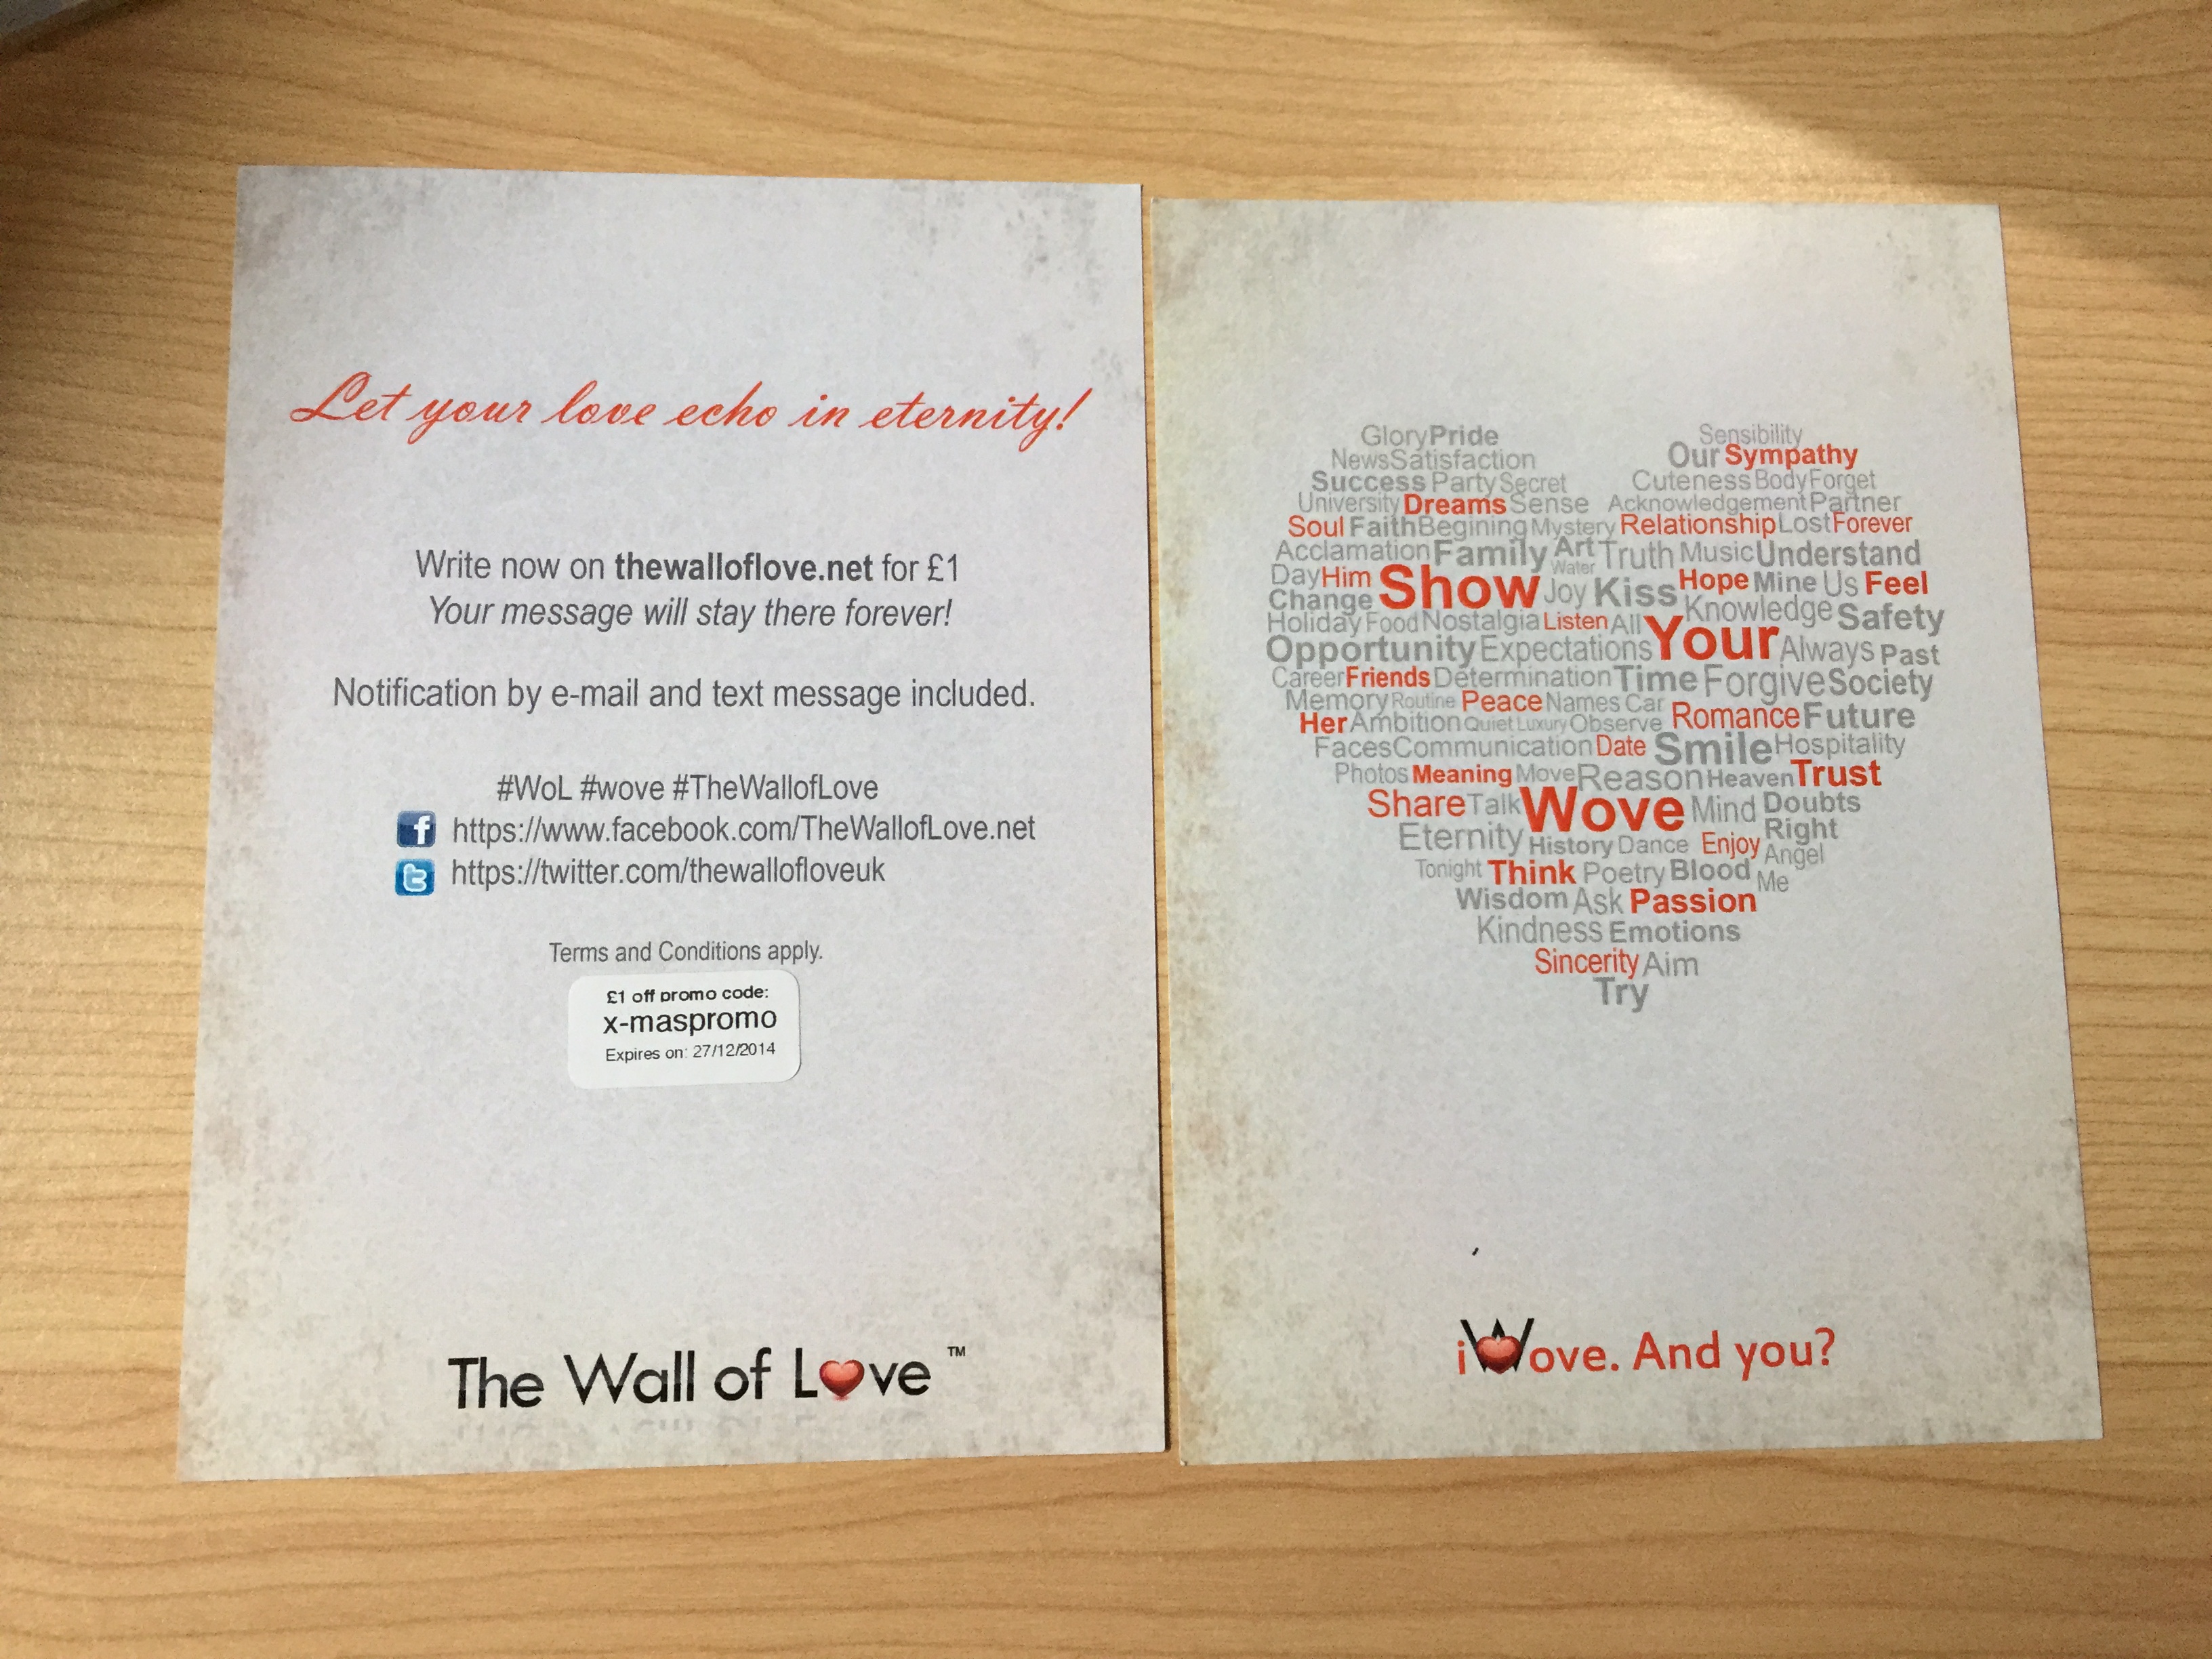 Let your love echo in eternity!
Write now on thewalloflove.net for £1
Your message will stay there forever!
Notification by e-mail and text message included.
#WoL #wove #TheWallofLove
https://www.facebook.com/TheWallofLove.net
https://twitter.com/thewallofloveuk
Terms and Conditions apply.
£1 off promo code:
x-maspromo
Expires on: 27/12/2014
The Wall of Love ™
Glory Pride Sensibility
News Satisfaction Our Sympathy
Success Party Secret Cuteness Body Forget
University Dreams Sense Acknowledgement Partner
Soul Faith Begining Mystery Relationship Lost Forever
Acclamation Family Art Truth Music Understand
Water
Day Him Show Joy Kiss Hope Mine Us Feel
Change Knowledge Safety
Holiday Food Nostalgia Listen All Your
Opportunity Expectations Always Past
Career Friends Determination Time Forgive Society
Memory Routine Peace Names Car Romance Future
Her Ambition Quiet Luxury Observe
Faces Communication Date Smile Hospitality
Photos Meaning Move Reason Heaven Trust
Share Talk Wove Mind Doubts
Eternity History Dance Enjoy Right
Angel
Tonight Think Poetry Blood Me
Wisdom Ask Passion
Kindness Emotions
Sincerity Aim
Try
iWove. And you?